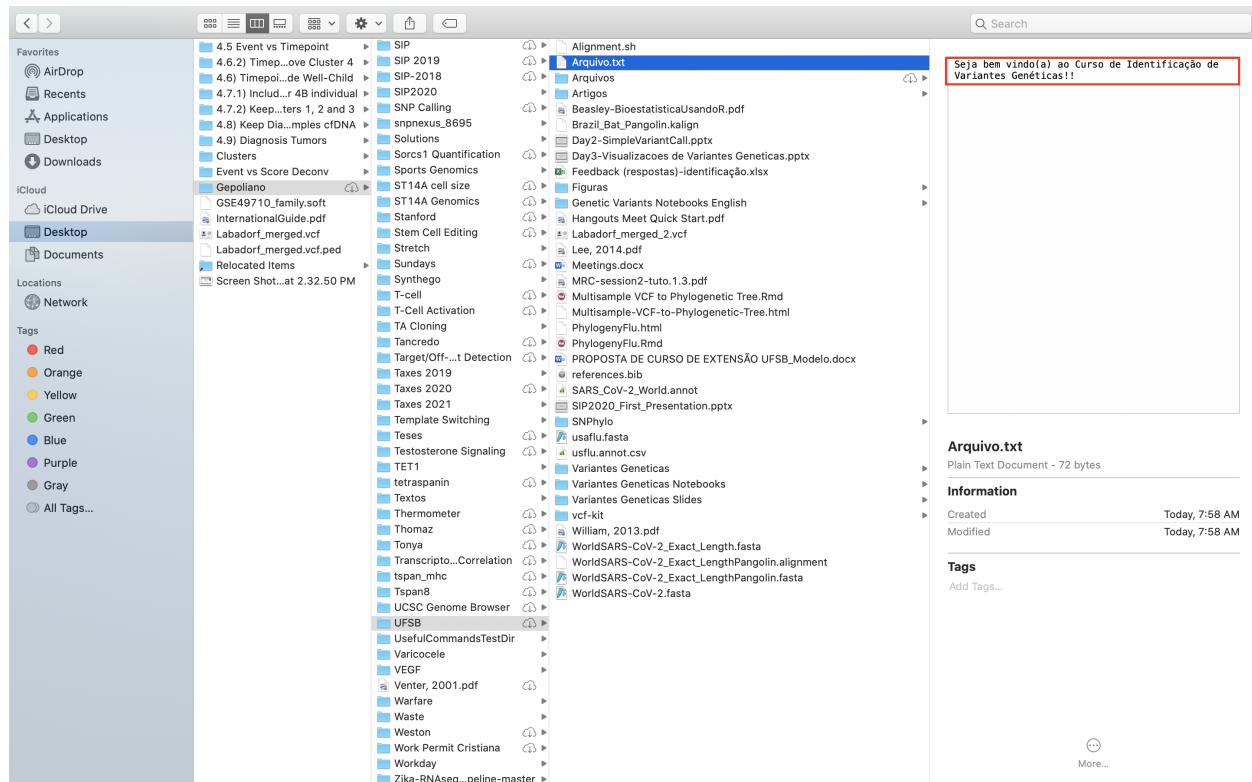 Search
Favorites
AirDrop
Recents
Applications
Desktop
Downloads
iCloud
iCloud Drive
Desktop
Documents
Locations
Network
Tags
Red
Orange
Yellow
Green
Blue
Purple
Gray
All Tags...
4.5 Event vs Timepoint
4.6.2) Timep...ove Cluster 4
4.6) Timepoi...de Well-Child
4.7.1) Includ...r 4B individual
4.7.2) Keep...ters 1, 2 and 3
4.8) Keep Dia...mples cfDNA
4.9) Diagnosis Tumors
Clusters
Event vs Score Deconv
Gepoliano
GSE49710_family.soft
InternationalGuide.pdf
Labadorf_merged.vcf
Labadorf_merged.vcf.ped
Relocated Items
Screen Shot...at 2.32.50 PM
SIP
SIP 2019
SIP-2018
SIP2020
SNP Calling
snpnexus_8695
Solutions
Sorcs1 Quantification
Sports Genomics
ST14A cell size
ST14A Genomics
Stanford
Stem Cell Editing
Stretch
Sundays
Synthego
T-cell
T-Cell Activation
TA Cloning
Tancredo
Target/Off-...t Detection
Taxes 2019
Taxes 2020
Taxes 2021
Template Switching
Teses
Testosterone Signaling
TET1
tetraspanin
Textos
Thermometer
Thomaz
Tonya
Transcripto...Correlation
tspan_mhc
Tspan8
UCSC Genome Browser
UFSB
UsefulCommandsTestDir
Varicocele
VEGF
Venter, 2001.pdf
Warfare
Waste
Weston
Work Permit Cristiana
Workday
Zika-RNAseq...peline-master
Alignment.sh
Arquivo.txt
Arquivos
Artigos
Beasley-BioestatisticaUsandoR.pdf
Brazil_Bat_Pangolin.kalign
Day2-SimpleVariantCall.pptx
Day3-Visualizacoes de Variantes Geneticas.pptx
Feedback (respostas)-identificação.xlsx
Figuras
Genetic Variants Notebooks English
Hangouts Meet Quick Start.pdf
Labadorf_merged_2.vcf
Lee, 2014.pdf
Meetings.docx
MRC-session2-tuto.1.3.pdf
Multisample VCF to Phylogenetic Tree.Rmd
Multisample-VCF-to-Phylogenetic-Tree.html
PhylogenyFlu.html
PhylogenyFlu.Rmd
PROPOSTA DE CURSO DE EXTENSÃO UFSB_Modelo.docx
references.bib
SARS_CoV-2_World.annot
SIP2020_First_Presentation.pptx
SNPhylo
usaflu.fasta
usflu.annot.csv
Variantes Geneticas
Variantes Geneticas Notebooks
Variantes Geneticas Slides
vcf-kit
William, 2013.pdf
WorldSARS-CoV-2_Exact_Length.fasta
WorldSARS-CoV-2_Exact_LengthPangolin.alignment
WorldSARS-CoV-2_Exact_LengthPangolin.fasta
WorldSARS-CoV-2.fasta
Seja bem vindo(a) ao Curso de Identificação de
Variantes Genéticas!!
Arquivo.txt
Plain Text Document - 72 bytes
Information
Created Today, 7:58 AM
Modified Today, 7:58 AM
Tags
Add Tags...
More...